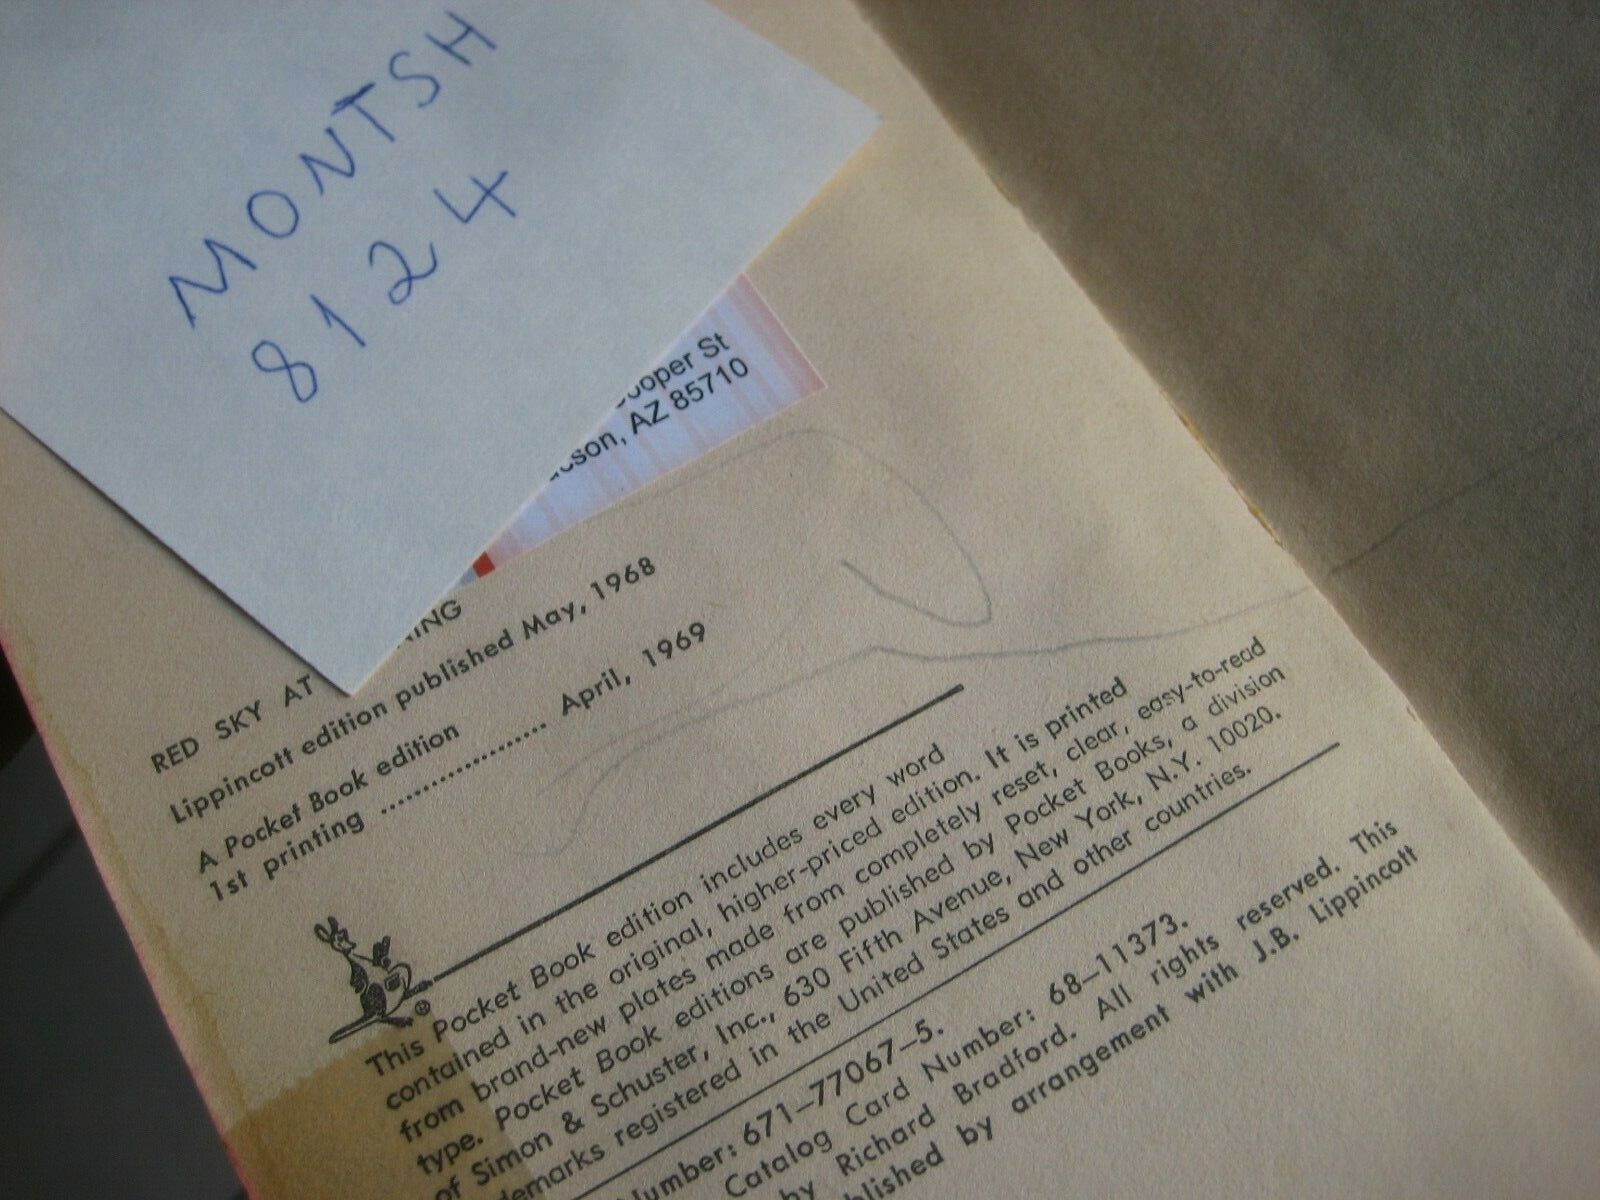 MONTSH
8124
ooper St
ucson, AZ 85710
RED SKY AT NING
Lippincott edition published May, 1968
A Pocket Book edition
1st printing .................. April, 1969
This Pocket Book edition includes every word
contained in the original, higher-priced edition. It is printed
from brand-new plates made from completely reset, clear, easy-to-read
type. Pocket Book editions are published by Pocket Books, a division
of Simon & Schuster, Inc., 630 Fifth Avenue, New York, N.Y. 10020.
demarks registered in the United States and other countries.
Number: 671-77067-5.
Catalog Card Number: 68-11373.
by Richard Bradford. All rights reserved. This
blished by arrangement with J.B. Lippincott